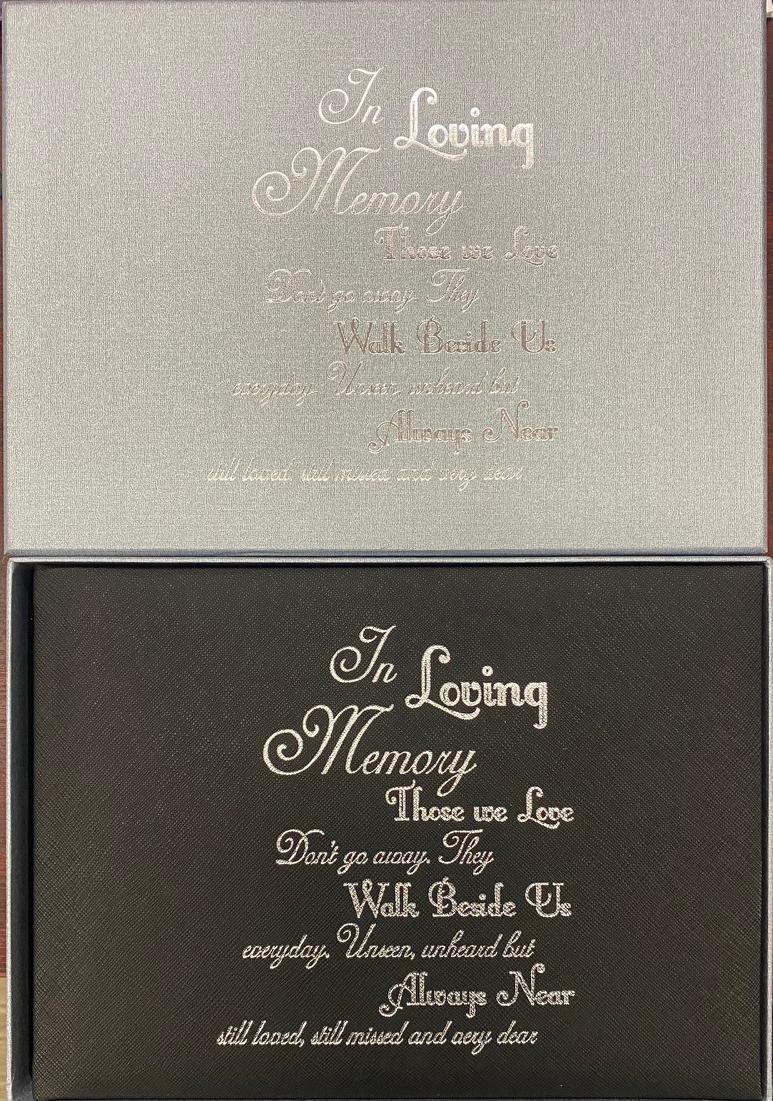 In Loving
Memory
Those we Love
Don't go away. They
Walk Beside Us
everyday. Unseen, unheard but
Always Near
still loved, still missed and very dear
In Loving
Memory
Those we Love
Don't go away. They
Walk Beside Us
everyday. Unseen, unheard but
Always Near
still loved, still missed and very dear